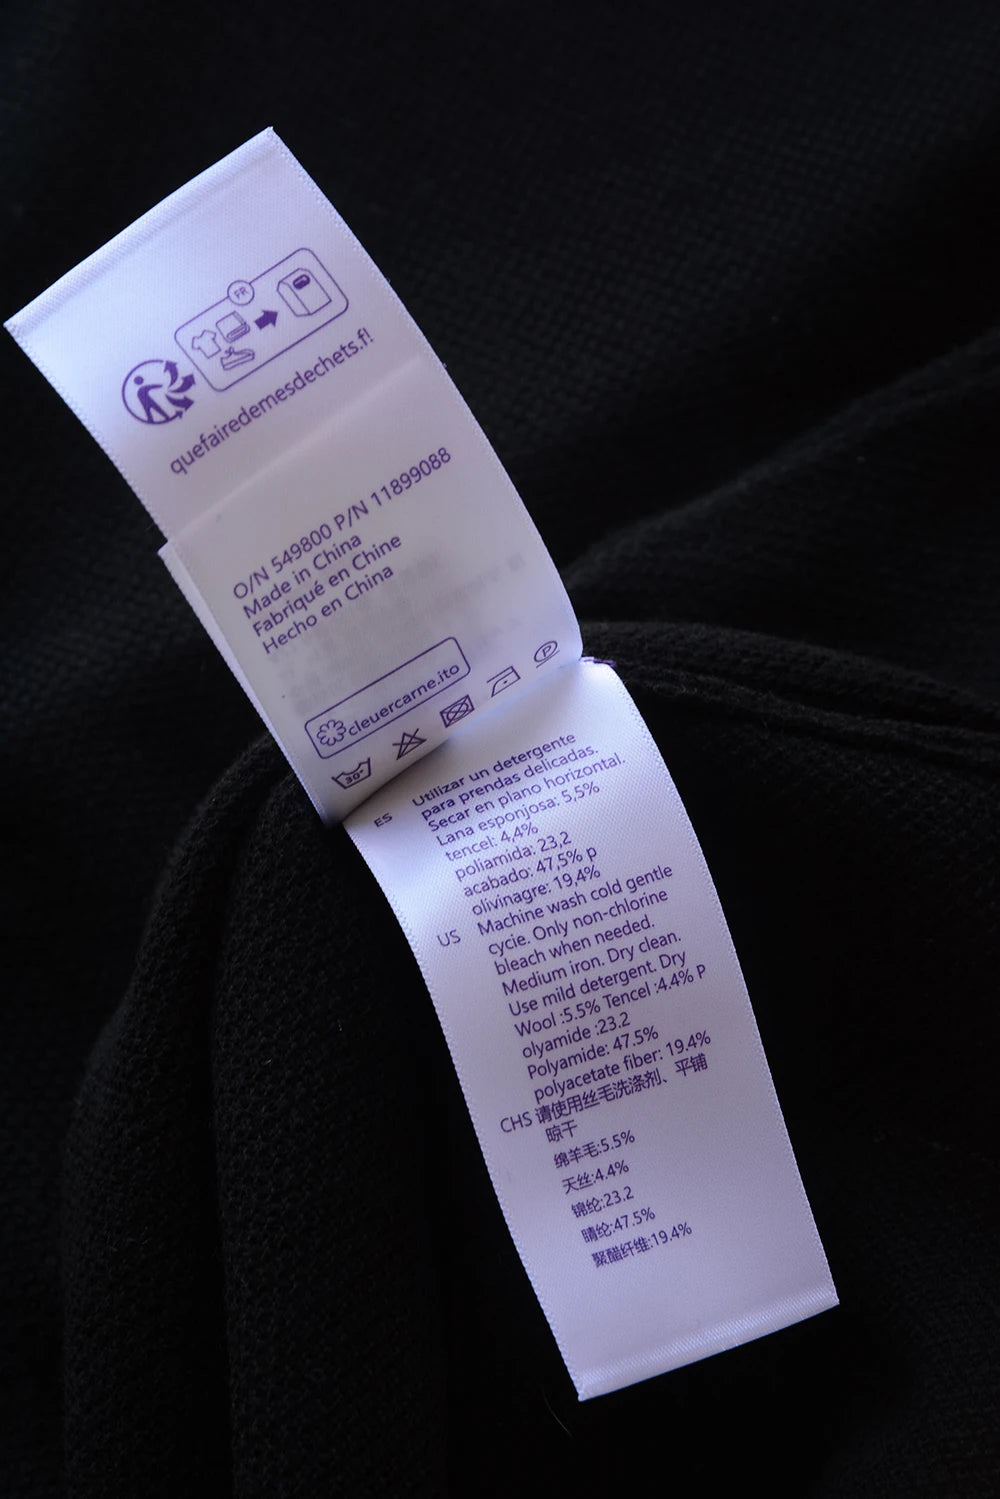 FR
quefairedemesdechets.f!
O/N 549800 P/N 11899088
Made in China
Fabriqué en Chine
Hecho en China
cleuercarne.ito
30°
P
ES Utilizar un detergente
para prendas delicadas.
Secar en plano horizontal.
Lana esponjosa: 5,5%
tencel: 4,4%
poliamida: 23,2
acabado: 47,5% p
olivinagre: 19,4%
US Machine wash cold gentle
cycie. Only non-chlorine
bleach when needed.
Medium iron. Dry clean.
Use mild detergent. Dry
Wool :5.5% Tencel :4.4% P
olyamide :23.2
Polyamide: 47.5%
polyacetate fiber: 19.4%
CHS 请使用丝毛洗涤剂、平铺
晾干
绵羊毛:5.5%
天丝:4.4%
锦纶:23.2
晴纶:47.5%
聚醋纤维:19.4%